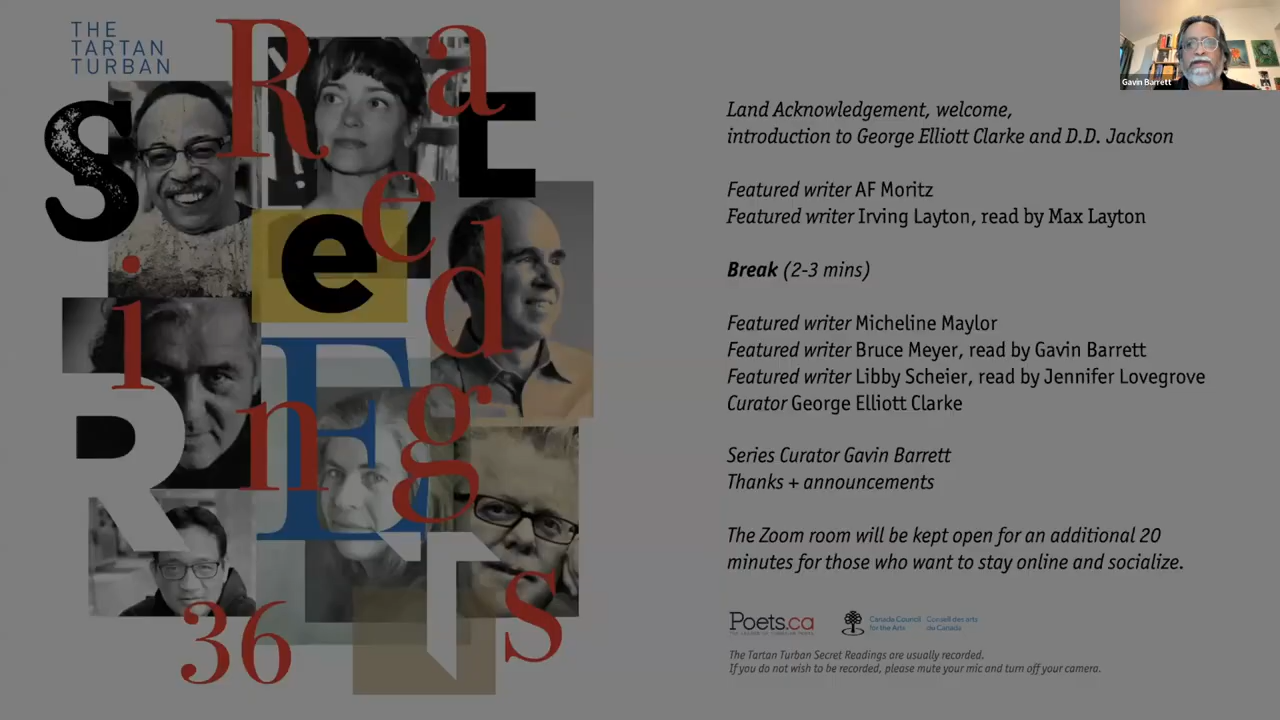 THE
TARTAN
TURBAN
SEcRET
Readings
36
Gavin Barrett
Land Acknowledgement, welcome,
introduction to George Elliott Clarke and D.D. Jackson
Featured writer AF Moritz
Featured writer Irving Layton, read by Max Layton
Break (2-3 mins)
Featured writer Micheline Maylor
Featured writer Bruce Meyer, read by Gavin Barrett
Featured writer Libby Scheier, read by Jennifer Lovegrove
Curator George Elliott Clarke
Series Curator Gavin Barrett
Thanks + announcements
The Zoom room will be kept open for an additional 20
minutes for those who want to stay online and socialize.
Poets.ca
THE LEAGUE OF CANADIAN POETS
Canada Council Conseil des arts
for the Arts du Canada
The Tartan Turban Secret Readings are usually recorded.
If you do not wish to be recorded, please mute your mic and turn off your camera.